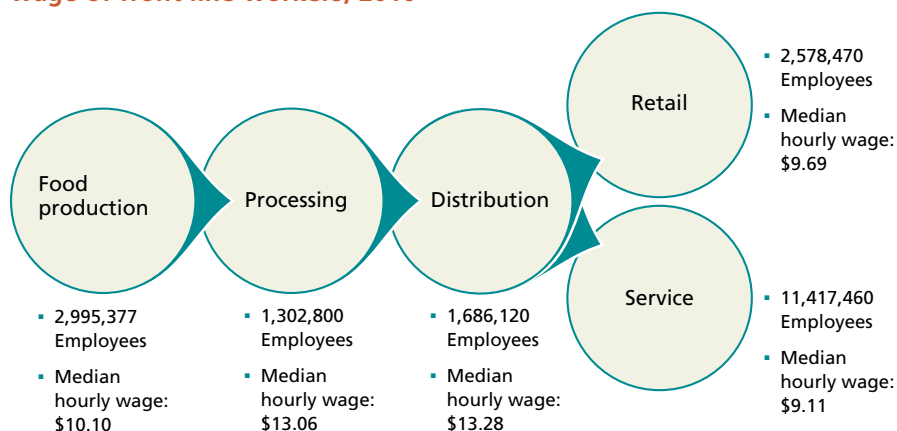 Food
production
▪ 2,995,377
Employees
▪ Median
hourly wage:
$10.10
Processing
▪ 1,302,800
Employees
▪ Median
hourly wage:
$13.06
Distribution
▪ 1,686,120
Employees
▪ Median
hourly wage:
$13.28
Retail
▪ 2,578,470
Employees
▪ Median
hourly wage:
$9.69
Service
▪ 11,417,460
Employees
▪ Median
hourly wage:
$9.11